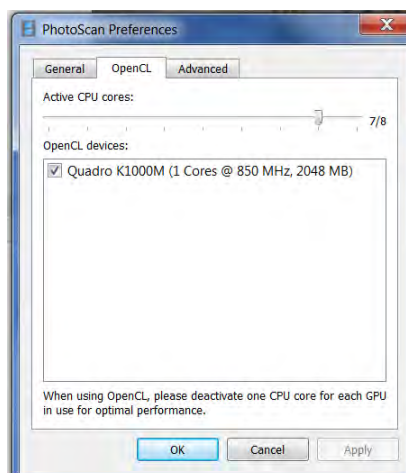 PhotoScan Preferences
General OpenCL Advanced
Active CPU cores:
7/8
OpenCL devices:
Quadro K1000M (1 Cores @ 850 MHz, 2048 MB)
When using OpenCL, please deactivate one CPU core for each GPU
in use for optimal performance.
OK Cancel Apply